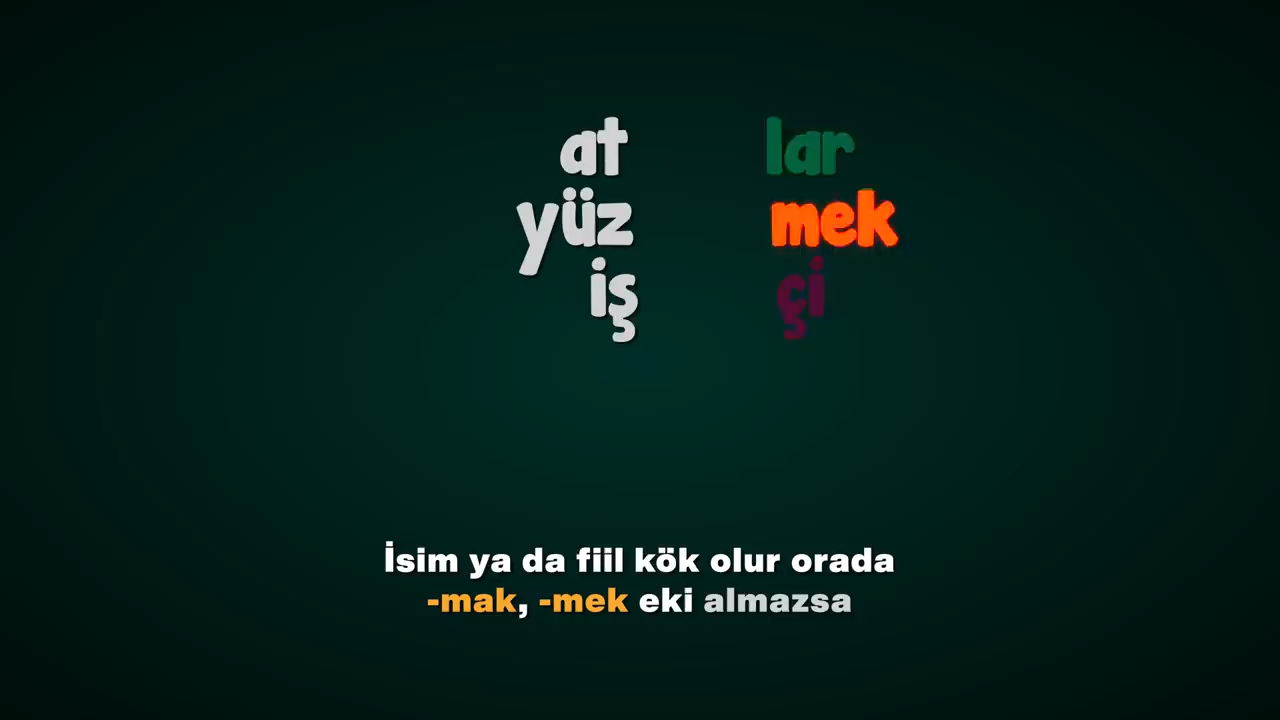 at lar
yüz mek
iş çi
İsim ya da fiil kök olur orada
-mak, -mek eki almazsa